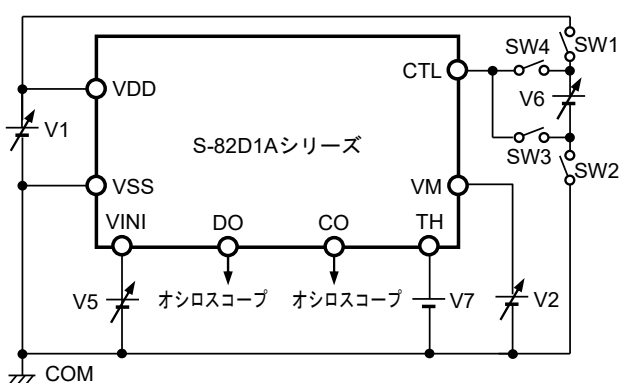 SW4
SW1
CTL
VDD
V6
V1
S-82D1Aシリーズ
SW3
SW2
VSS
VM
VINI
DO
CO
TH
V5
オシロスコープ
オシロスコープ
V7
V2
COM